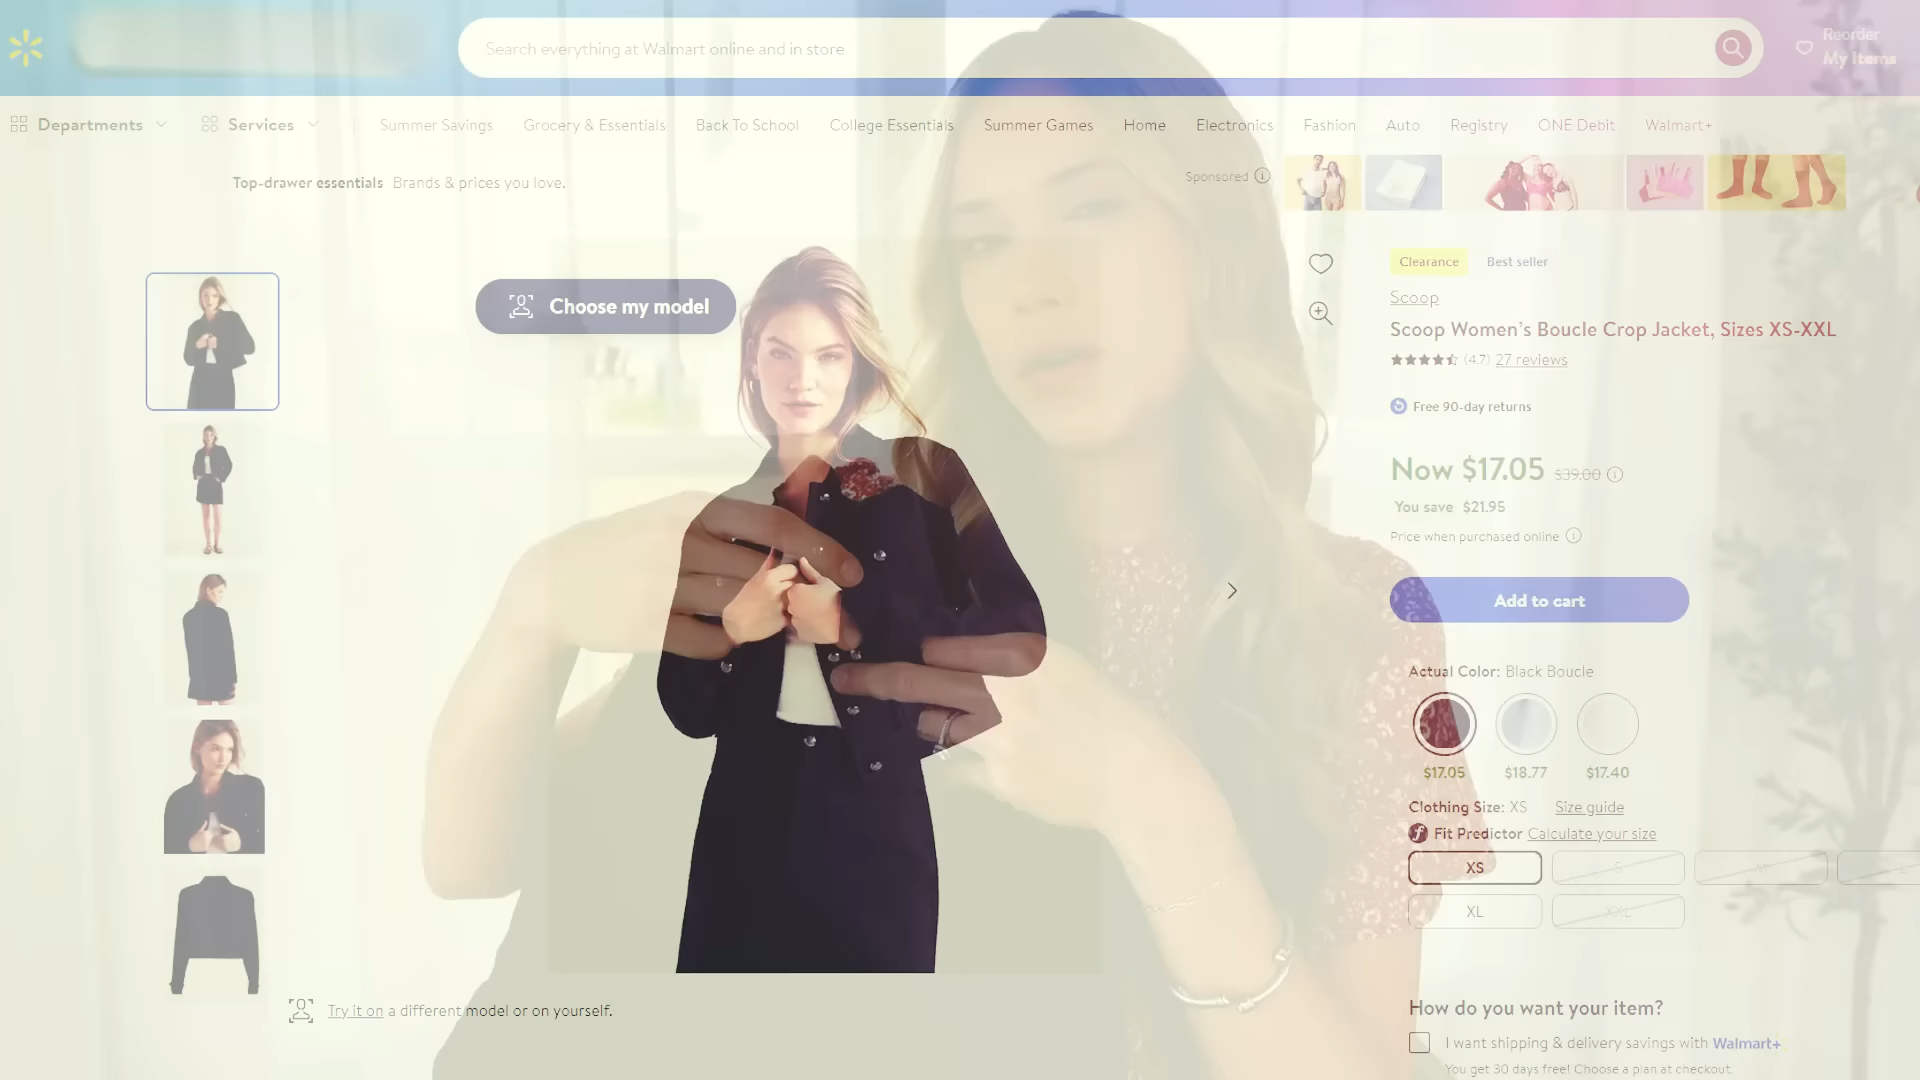 Search everything at Walmart online and in store
Reorder
My Items
Departments
Services
Summer Savings
Grocery & Essentials
Back To School
College Essentials
Summer Games
Home
Electronics
Fashion
Auto
Registry
ONE Debit
Walmart+
Top-drawer essentials Brands & prices you love.
Sponsored
Choose my model
Clearance
Best seller
Scoop
Scoop Women's Boucle Crop Jacket, Sizes XS-XXL
(4.7) 27 reviews
Free 90-day returns
Now $17.05 $39.00
You save $21.95
Price when purchased online
Add to cart
Actual Color: Black Boucle
$17.05
$18.77
$17.40
Clothing Size: XS Size guide
Fit Predictor Calculate your size
XS
S
M
L
XL
XXL
Try it on a different model or on yourself.
How do you want your item?
I want shipping & delivery savings with Walmart+
You get 30 days free! Choose a plan at checkout.